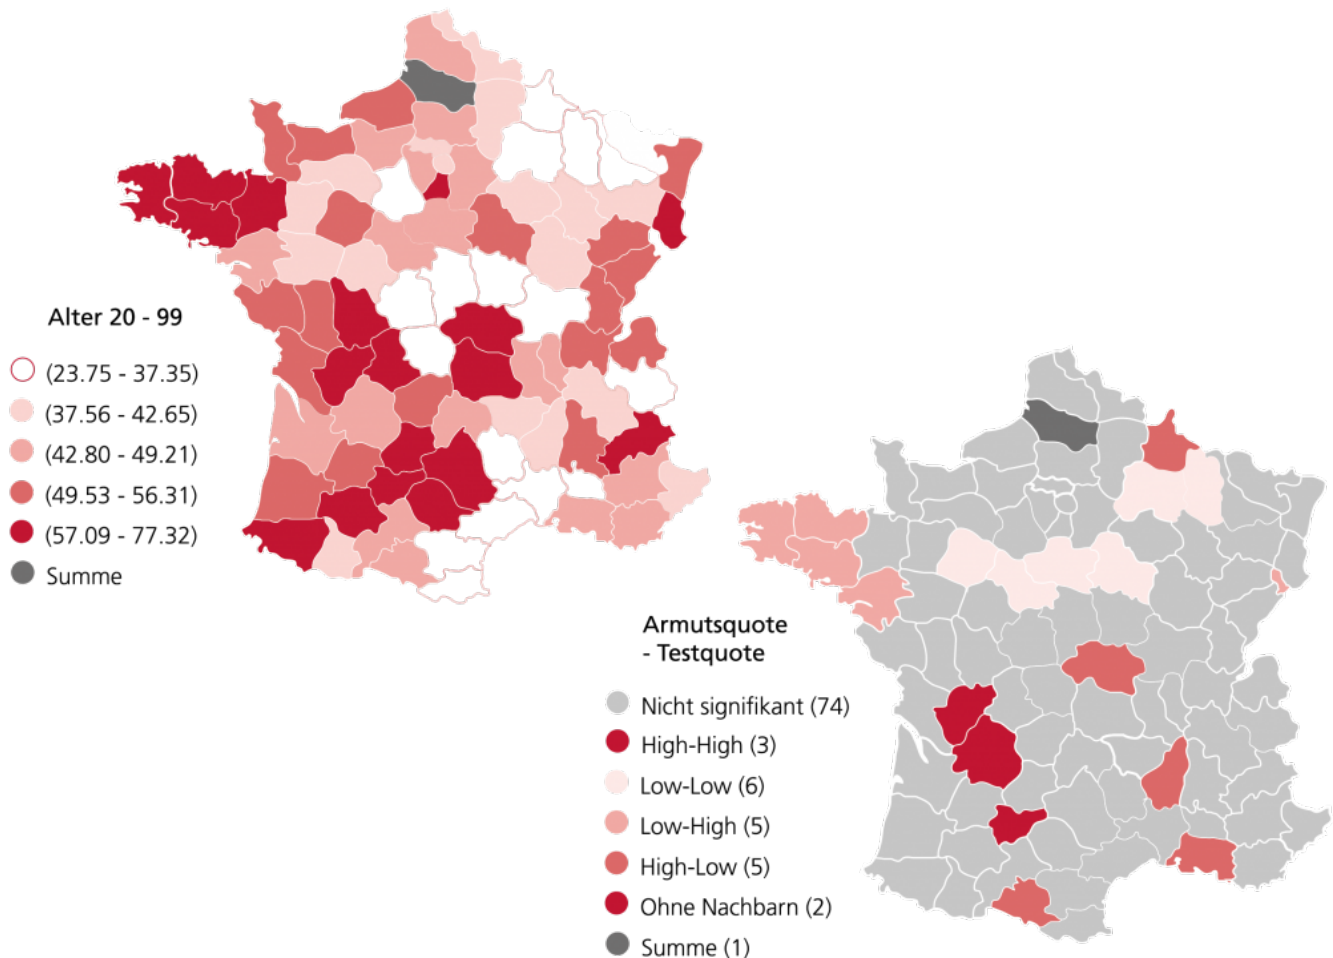 Alter 20 - 99
(23.75 - 37.35)
(37.56 - 42.65)
(42.80 - 49.21)
(49.53 - 56.31)
(57.09 - 77.32)
Summe
Armutsquote
- Testquote
Nicht signifikant (74)
High-High (3)
Low-Low (6)
Low-High (5)
High-Low (5)
Ohne Nachbarn (2)
Summe (1)